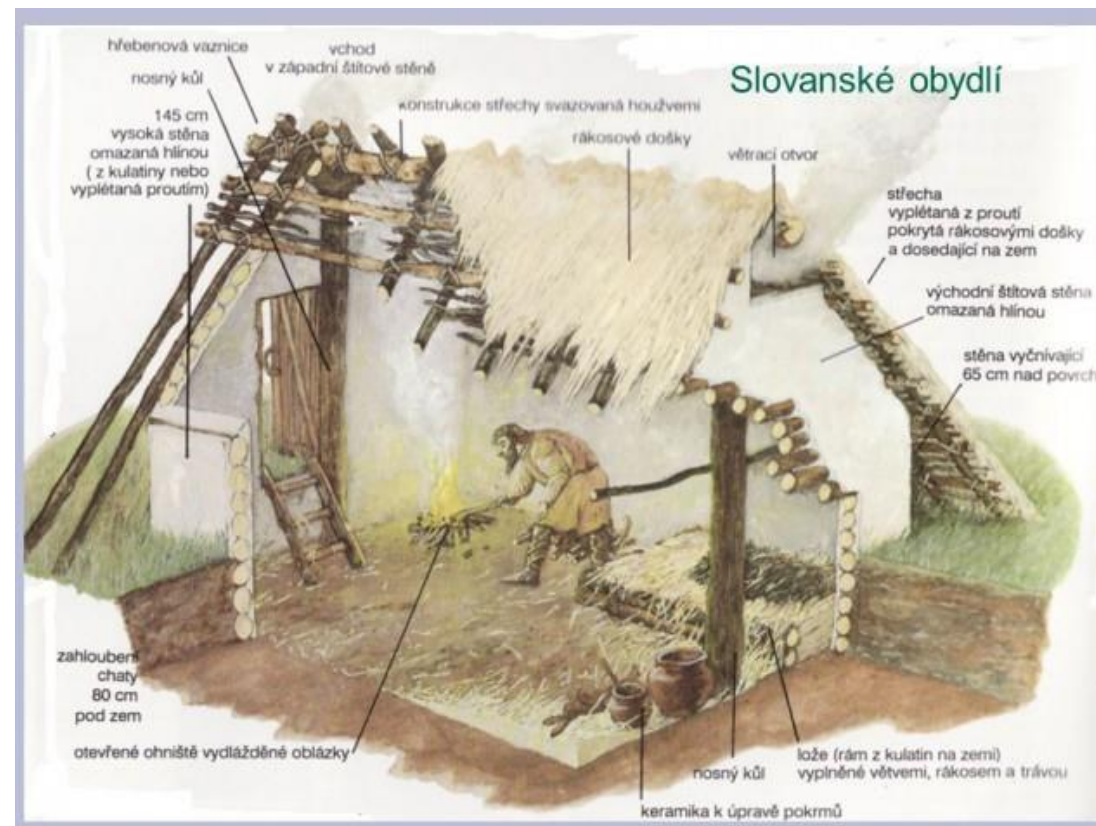 Slovanské obydlí
hřebenová vaznice
vchod
v západní štítové stěně
nosný kůl
konstrukce střechy svazovaná houžvemi
145 cm
vysoká stěna
omazaná hlínou
( z kulatiny nebo
vyplétaná proutím)
rákosové došky
větrací otvor
střecha
vyplétaná z proutí
pokrytá rákosovými došky
a dosedající na zem
východní štítová stěna
omazaná hlínou
stěna vyčnívající
65 cm nad povrch
zahloubení
chaty
80 cm
pod zem
otevřené ohniště vydlážděné oblázky
nosný kůl
lože (rám z kulatin na zemi)
vyplněné větvemi, rákosem a trávou
keramika k úpravě pokrmů